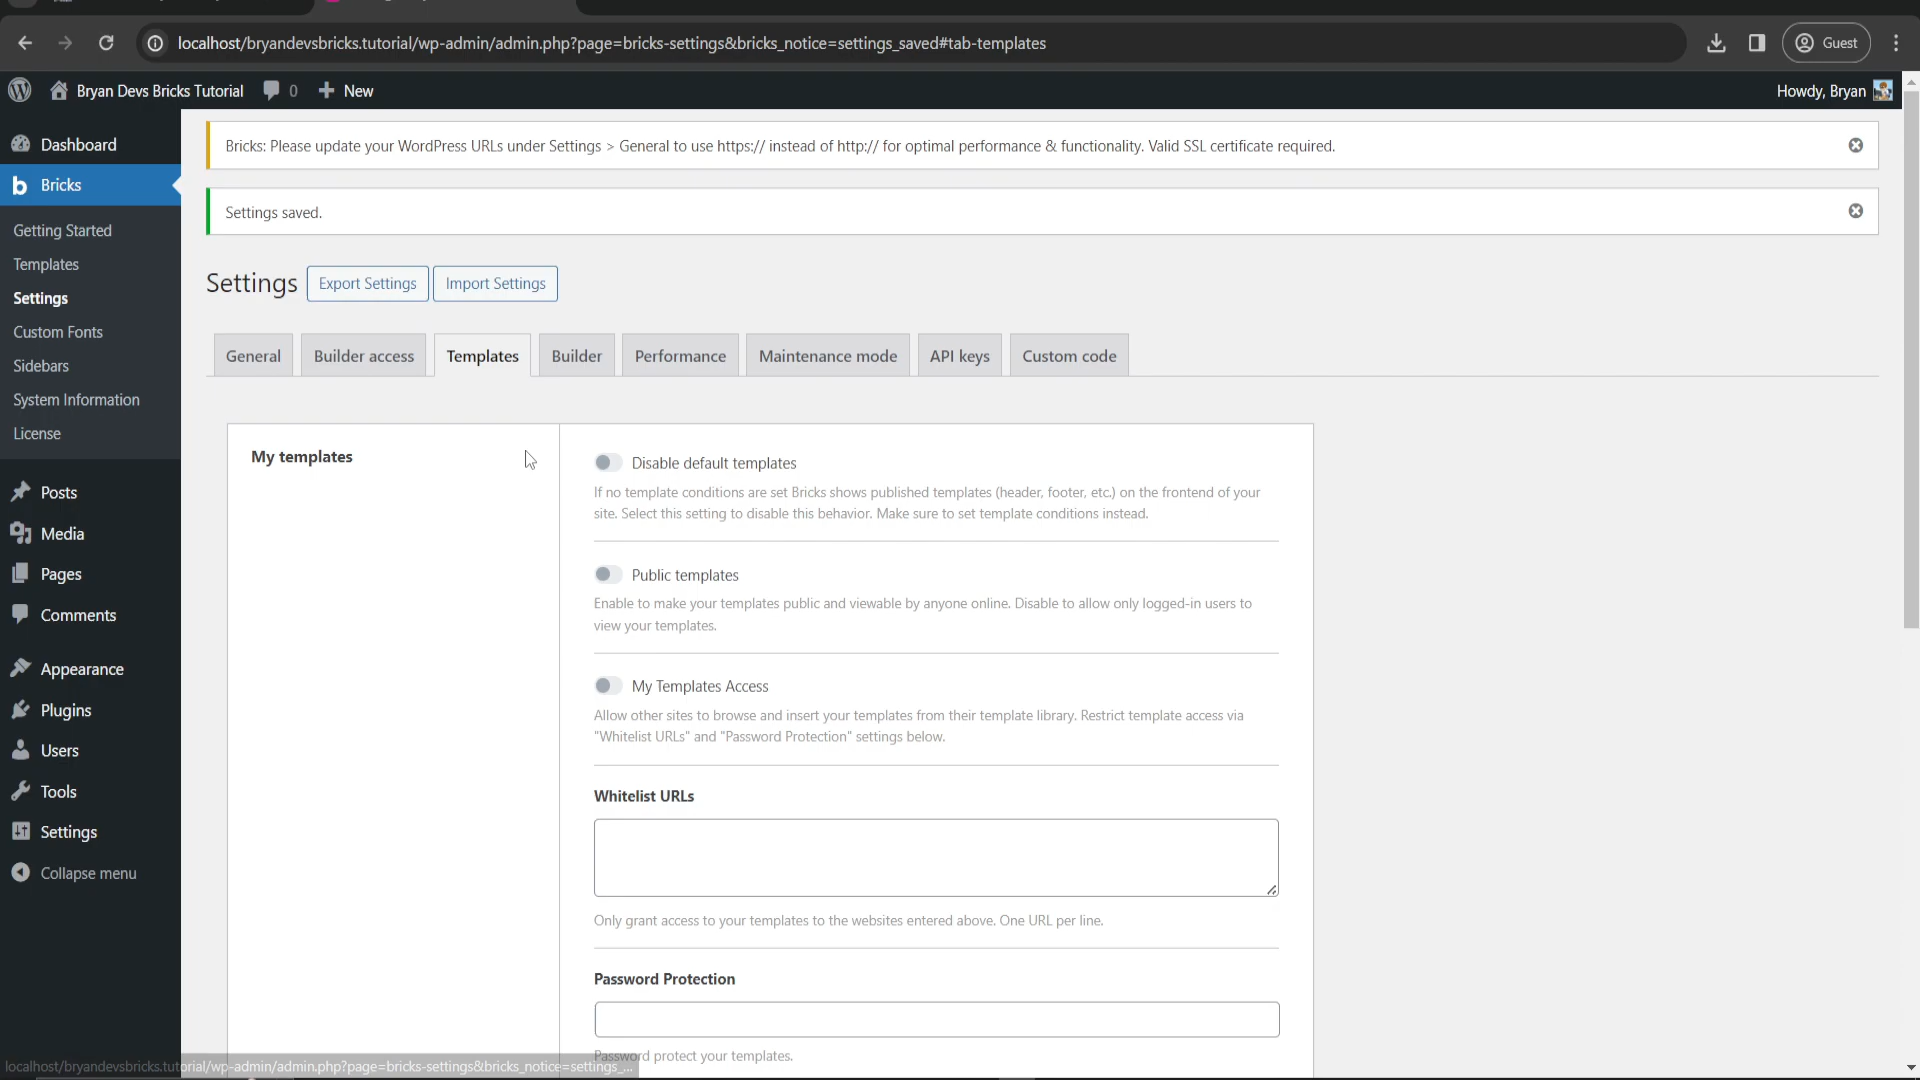 localhost/bryandevsbricks.tutorial/wp-admin/admin.php?page=bricks-settings&bricks_notice=settings_saved#tab-templates
Guest
Bryan Devs Bricks Tutorial
0
New
Howdy, Bryan
Dashboard
Bricks
Getting Started
Templates
Settings
Custom Fonts
Sidebars
System Information
License
Posts
Media
Pages
Comments
Appearance
Plugins
Users
Tools
Settings
Collapse menu
Bricks: Please update your WordPress URLs under Settings > General to use https:// instead of http:// for optimal performance & functionality. Valid SSL certificate required.
Settings saved.
Settings
Export Settings
Import Settings
General
Builder access
Templates
Builder
Performance
Maintenance mode
API keys
Custom code
My templates
Disable default templates
If no template conditions are set Bricks shows published templates (header, footer, etc.) on the frontend of your
site. Select this setting to disable this behavior. Make sure to set template conditions instead.
Public templates
Enable to make your templates public and viewable by anyone online. Disable to allow only logged-in users to
view your templates.
My Templates Access
Allow other sites to browse and insert your templates from their template library. Restrict template access via
"Whitelist URLs" and "Password Protection" settings below.
Whitelist URLs
Only grant access to your templates to the websites entered above. One URL per line.
Password Protection
Password protect your templates.
localhost/bryandevsbricks.tutorial/wp-admin/admin.php?page=bricks-settings&bricks_notice=settings_...